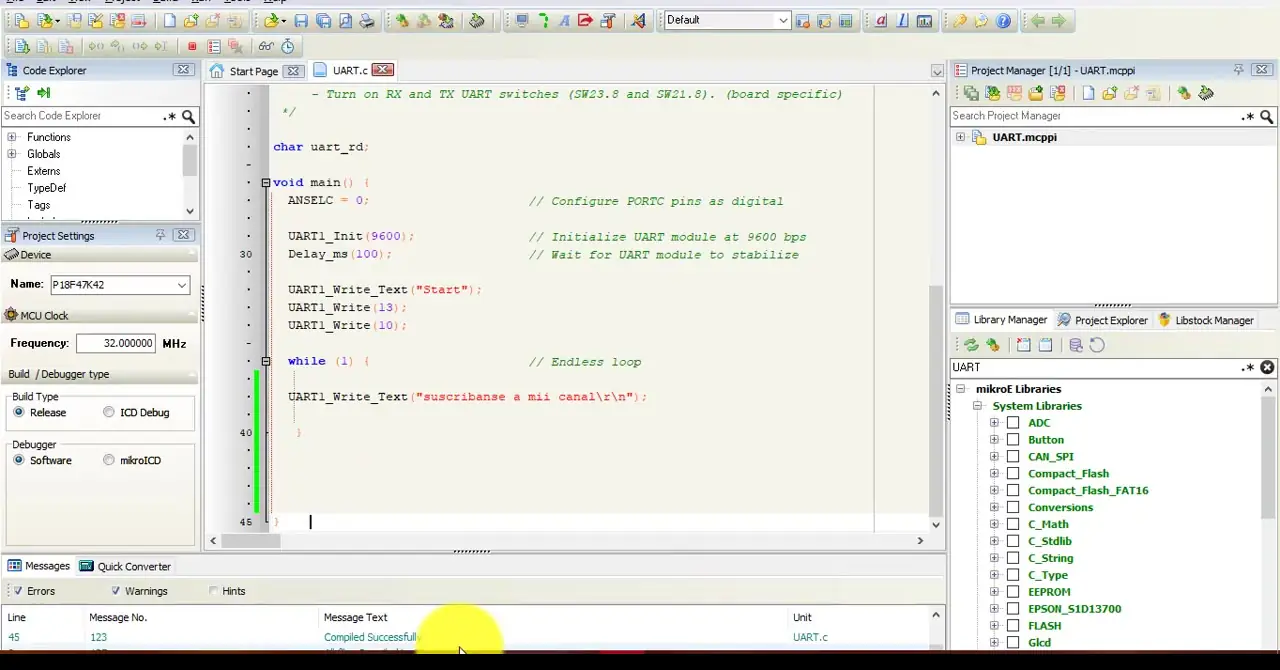 Default
Code Explorer
Start Page
UART.c
Project Manager [1/1] - UART.mcppi
Search Code Explorer
Functions
Globals
Externs
TypeDef
Tags
Project Settings
Device
Name: P18F47K42
MCU Clock
Frequency: 32.000000 MHz
Build / Debugger type
Build Type
Release
ICD Debug
Debugger
Software
mikroICD
- Turn on RX and TX UART switches (SW23.8 and SW21.8). (board specific)
*/
char uart_rd;
void main() {
ANSELC = 0; // Configure PORTC pins as digital
UART1_Init(9600); // Initialize UART module at 9600 bps
30 Delay_ms(100); // Wait for UART module to stabilize
UART1_Write_Text("Start");
UART1_Write(13);
UART1_Write(10);
while (1) { // Endless loop
UART1_Write_Text("suscribanse a mii canal\r\n");
40 }
45 }
Search Project Manager
UART.mcppi
Library Manager
Project Explorer
Libstock Manager
UART
mikroE Libraries
System Libraries
ADC
Button
CAN_SPI
Compact_Flash
Compact_Flash_FAT16
Conversions
C_Math
C_Stdlib
C_String
C_Type
EEPROM
EPSON_S1D13700
FLASH
Glcd
Messages
Quick Converter
Errors
Warnings
Hints
Line Message No. Message Text Unit
45 123 Compiled Successfully UART.c